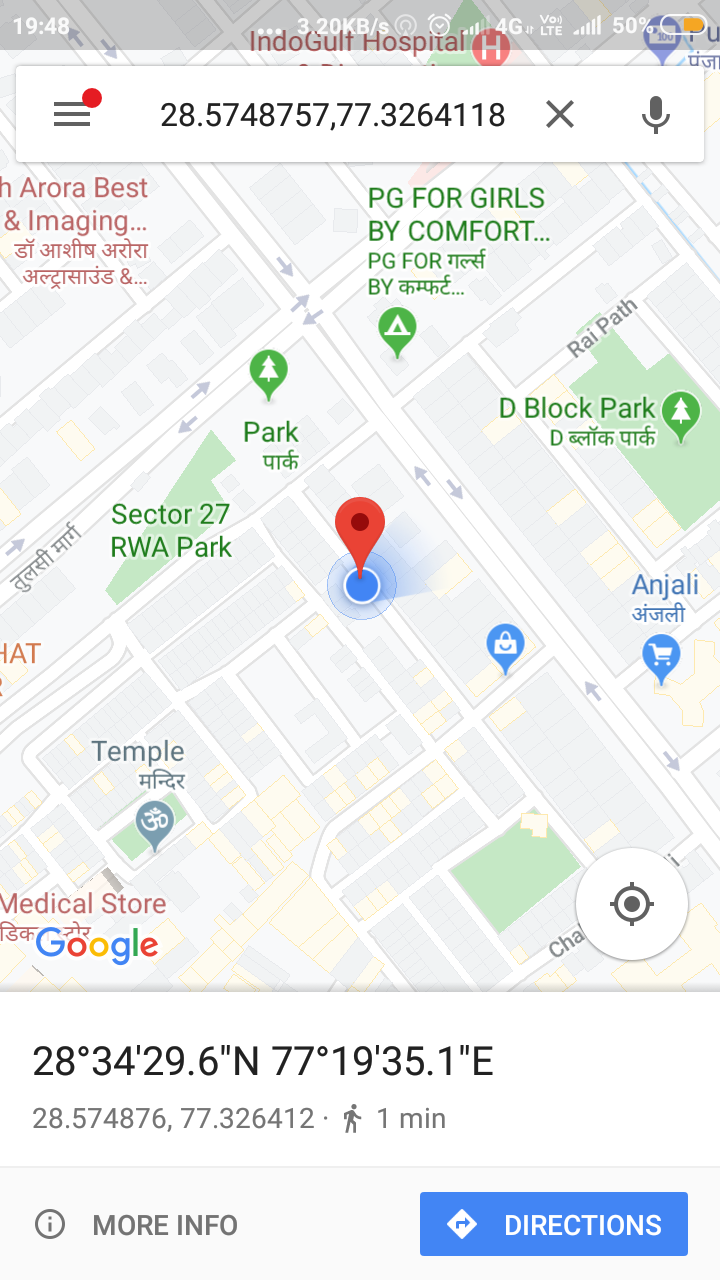 19:48
... 3.20KB/s 4G Vo) LTE 50%
IndoGulf Hospital
H
28.5748757,77.3264118
h Arora Best
& Imaging...
डॉ आशीष अरोरा
अल्ट्रासाउंड &...
PG FOR GIRLS
BY COMFORT...
PG FOR गर्ल्स
BY कम्फर्ट...
Rai Path
D Block Park
D ब्लॉक पार्क
Park
पार्क
Sector 27
RWA Park
तुलसी मार्ग
Anjali
अंजली
HAT
Temple
मन्दिर
ॐ
Medical Store
Google
Cha
28°34'29.6"N 77°19'35.1"E
28.574876, 77.326412 · 1 min
MORE INFO
DIRECTIONS